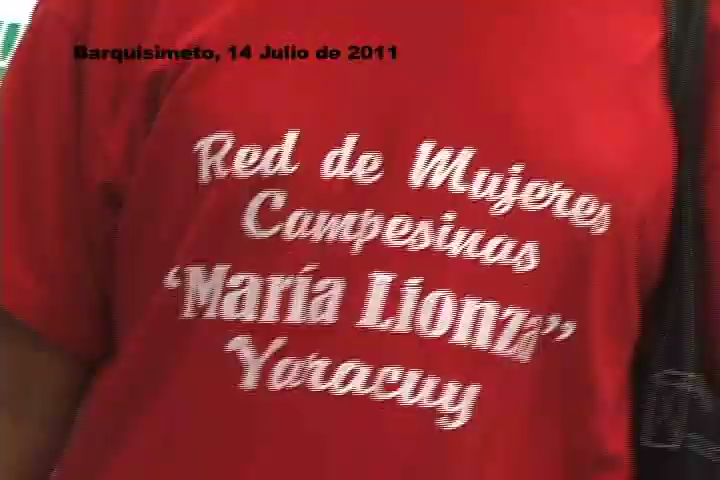 Barquisimeto, 14 Julio de 2011
Red de Mujeres
Campesinas
“María Lionza”
Yaracuy